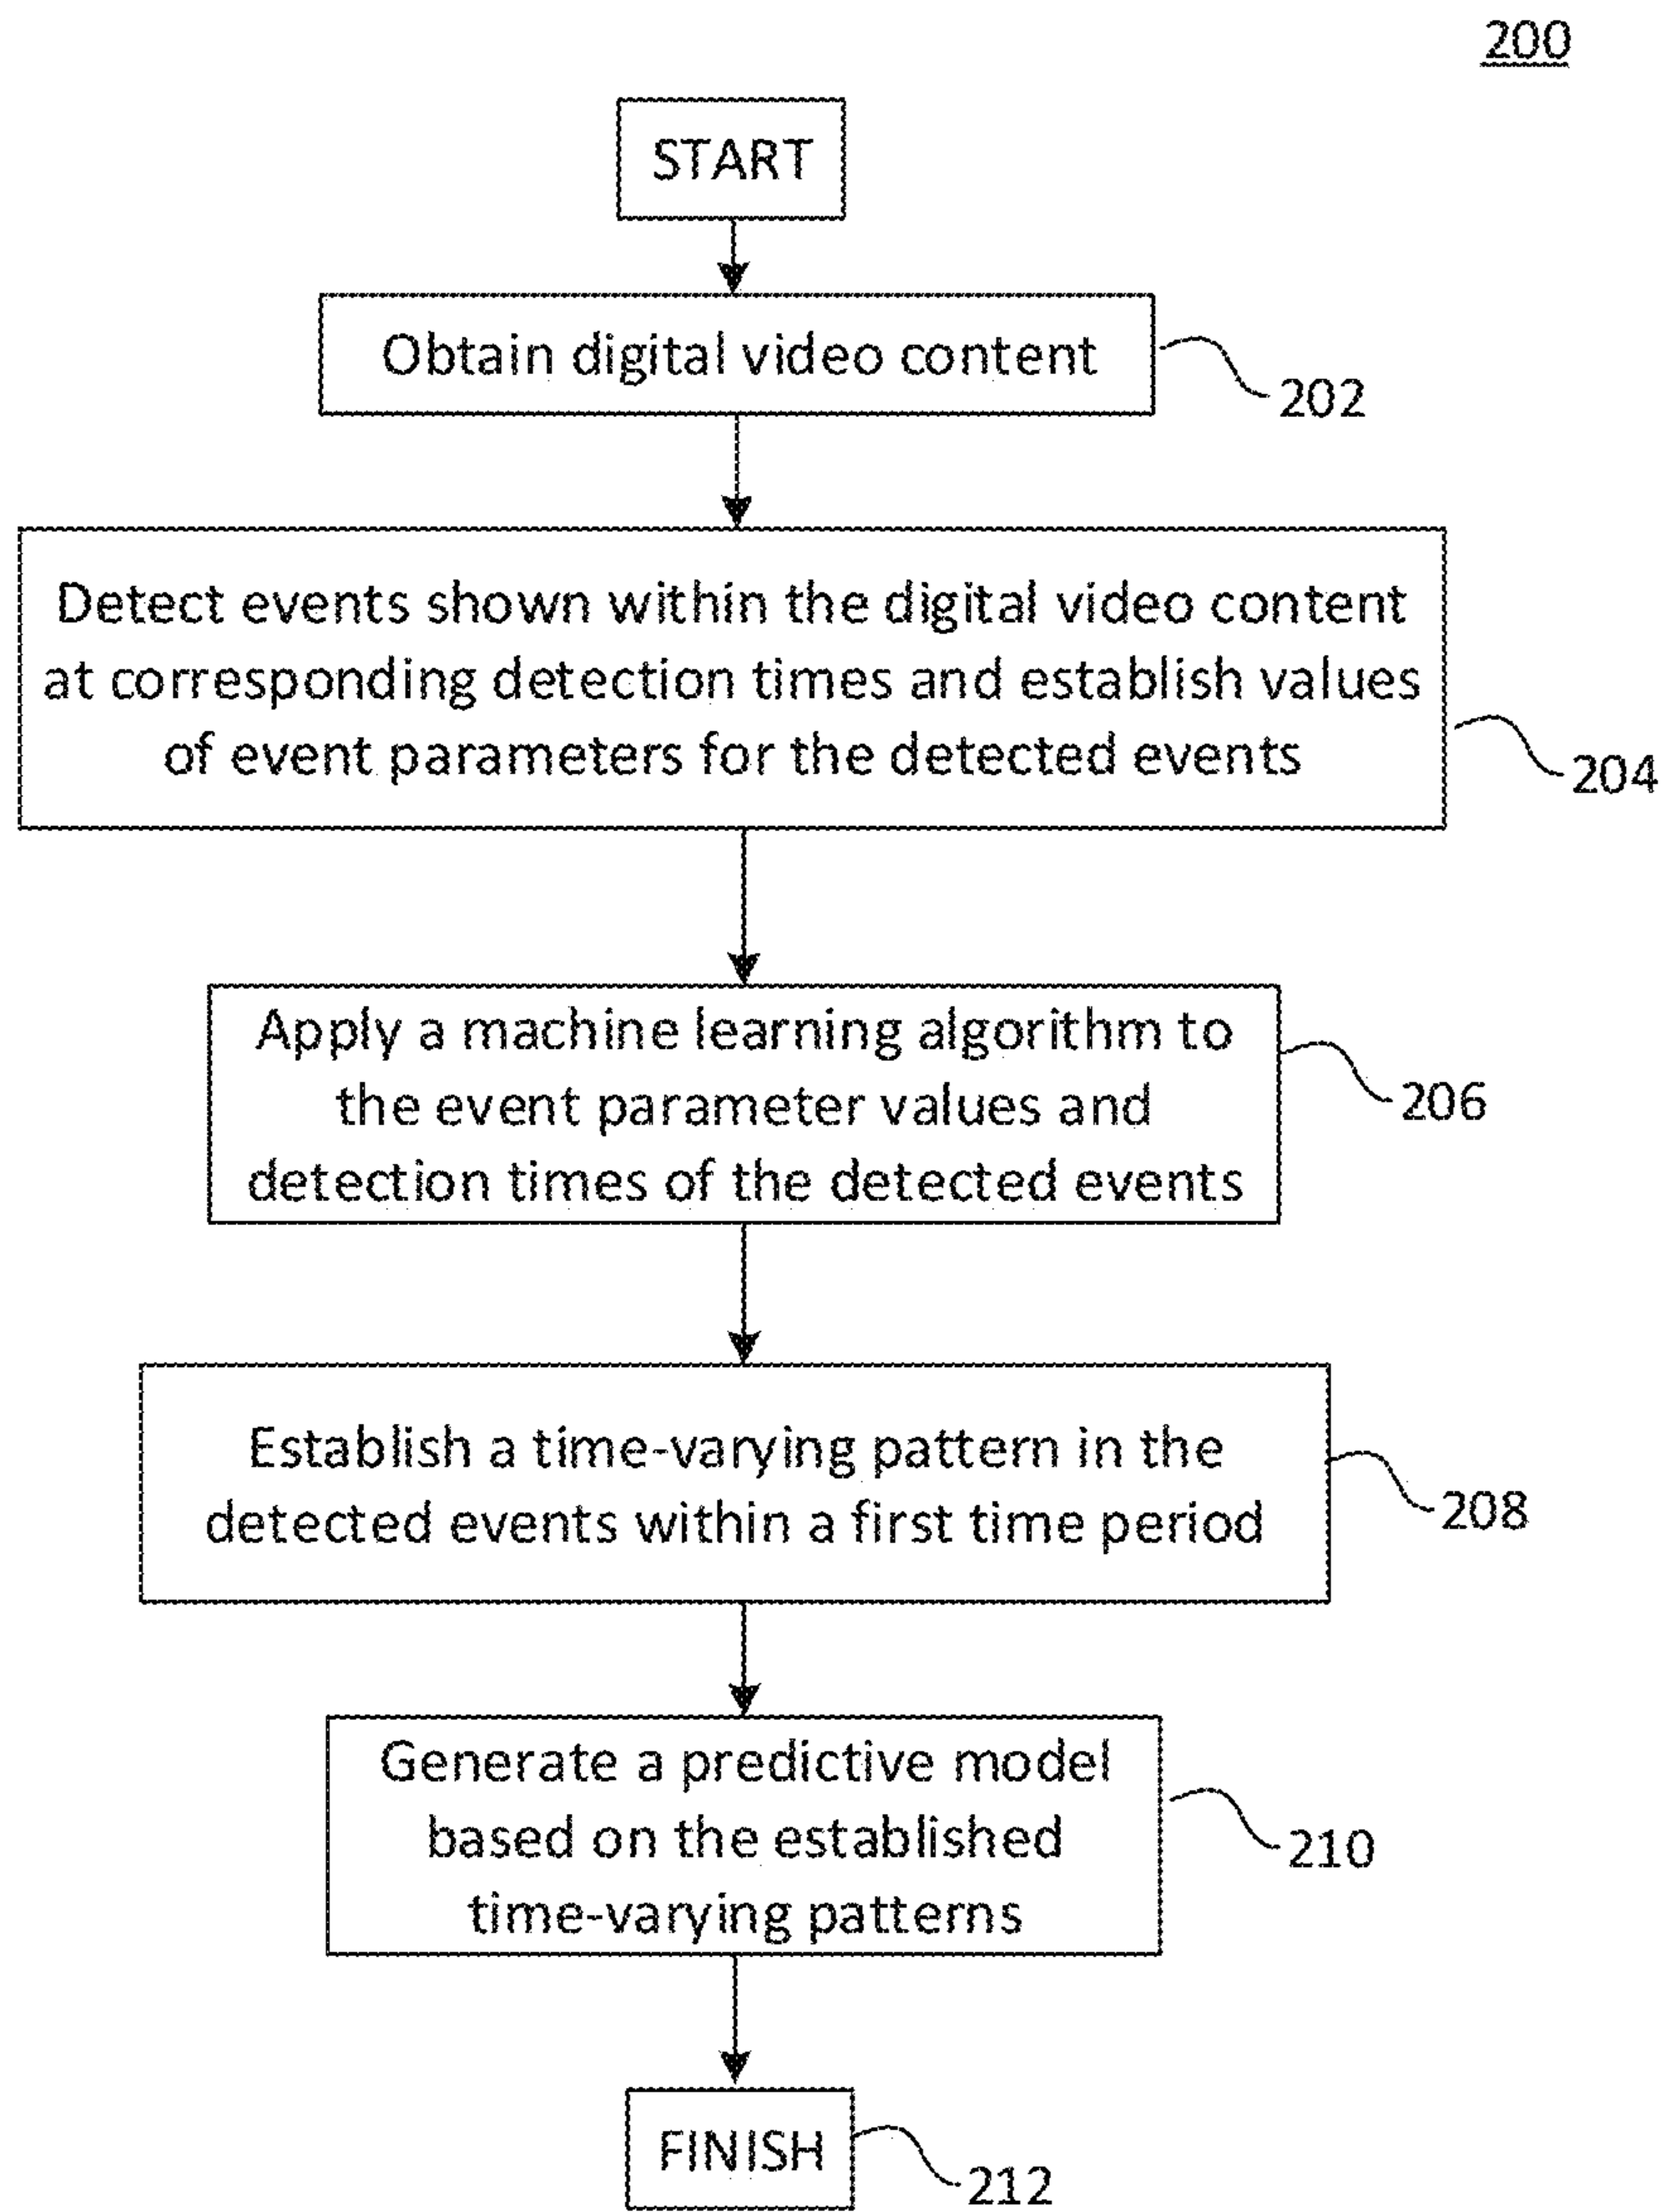 200
START
Obtain digital video content
202
Detect events shown within the digital video content
at corresponding detection times and establish values
of event parameters for the detected events
204
Apply a machine learning algorithm to
the event parameter values and
detection times of the detected events
206
Establish a time-varying pattern in the
detected events within a first time period
208
Generate a predictive model
based on the established
time-varying patterns
210
FINISH
212